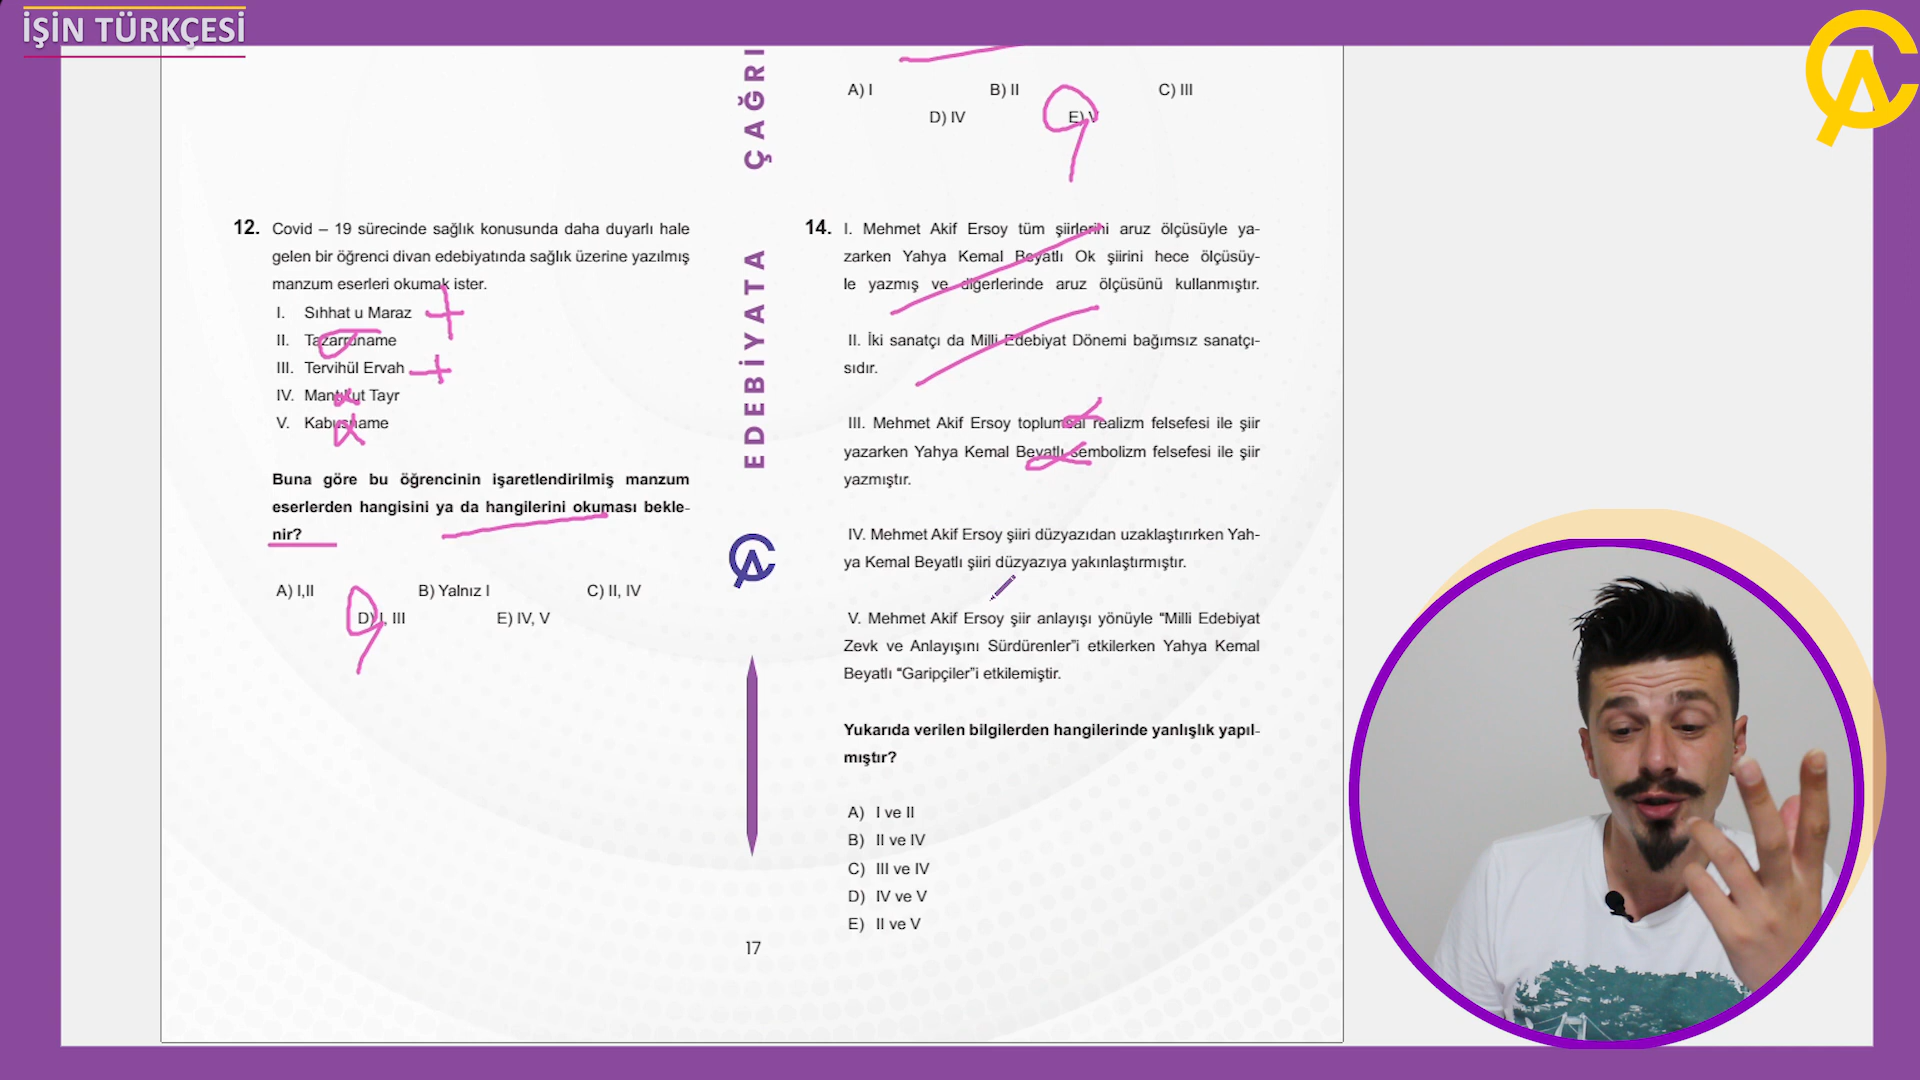 İŞİN TÜRKÇESİ
12. Covid – 19 sürecinde sağlık konusunda daha duyarlı hale
gelen bir öğrenci divan edebiyatında sağlık üzerine yazılmış
manzum eserleri okumak ister.
I. Sıhhat u Maraz
II. Tazarruname
III. Tervihül Ervah
IV. Mantıkut Tayr
V. Kabusname
Buna göre bu öğrencinin işaretlendirilmiş manzum
eserlerden hangisini ya da hangilerini okuması bekle-
nir?
A) I,II B) Yalnız I C) II, IV
D) I, III E) IV, V
EDEBİYATA ÇAĞRI
A) I B) II C) III
D) IV E) V
14. I. Mehmet Akif Ersoy tüm şiirlerini aruz ölçüsüyle ya-
zarken Yahya Kemal Beyatlı Ok şiirini hece ölçüsüy-
le yazmış ve diğerlerinde aruz ölçüsünü kullanmıştır.
II. İki sanatçı da Milli Edebiyat Dönemi bağımsız sanatçı-
sıdır.
III. Mehmet Akif Ersoy toplumsal realizm felsefesi ile şiir
yazarken Yahya Kemal Beyatlı sembolizm felsefesi ile şiir
yazmıştır.
IV. Mehmet Akif Ersoy şiiri düzyazıdan uzaklaştırırken Yah-
ya Kemal Beyatlı şiiri düzyazıya yakınlaştırmıştır.
V. Mehmet Akif Ersoy şiir anlayışı yönüyle “Milli Edebiyat
Zevk ve Anlayışını Sürdürenler”i etkilerken Yahya Kemal
Beyatlı “Garipçiler”i etkilemiştir.
Yukarıda verilen bilgilerden hangilerinde yanlışlık yapıl-
mıştır?
A) I ve II
B) II ve IV
C) III ve IV
D) IV ve V
E) II ve V
17